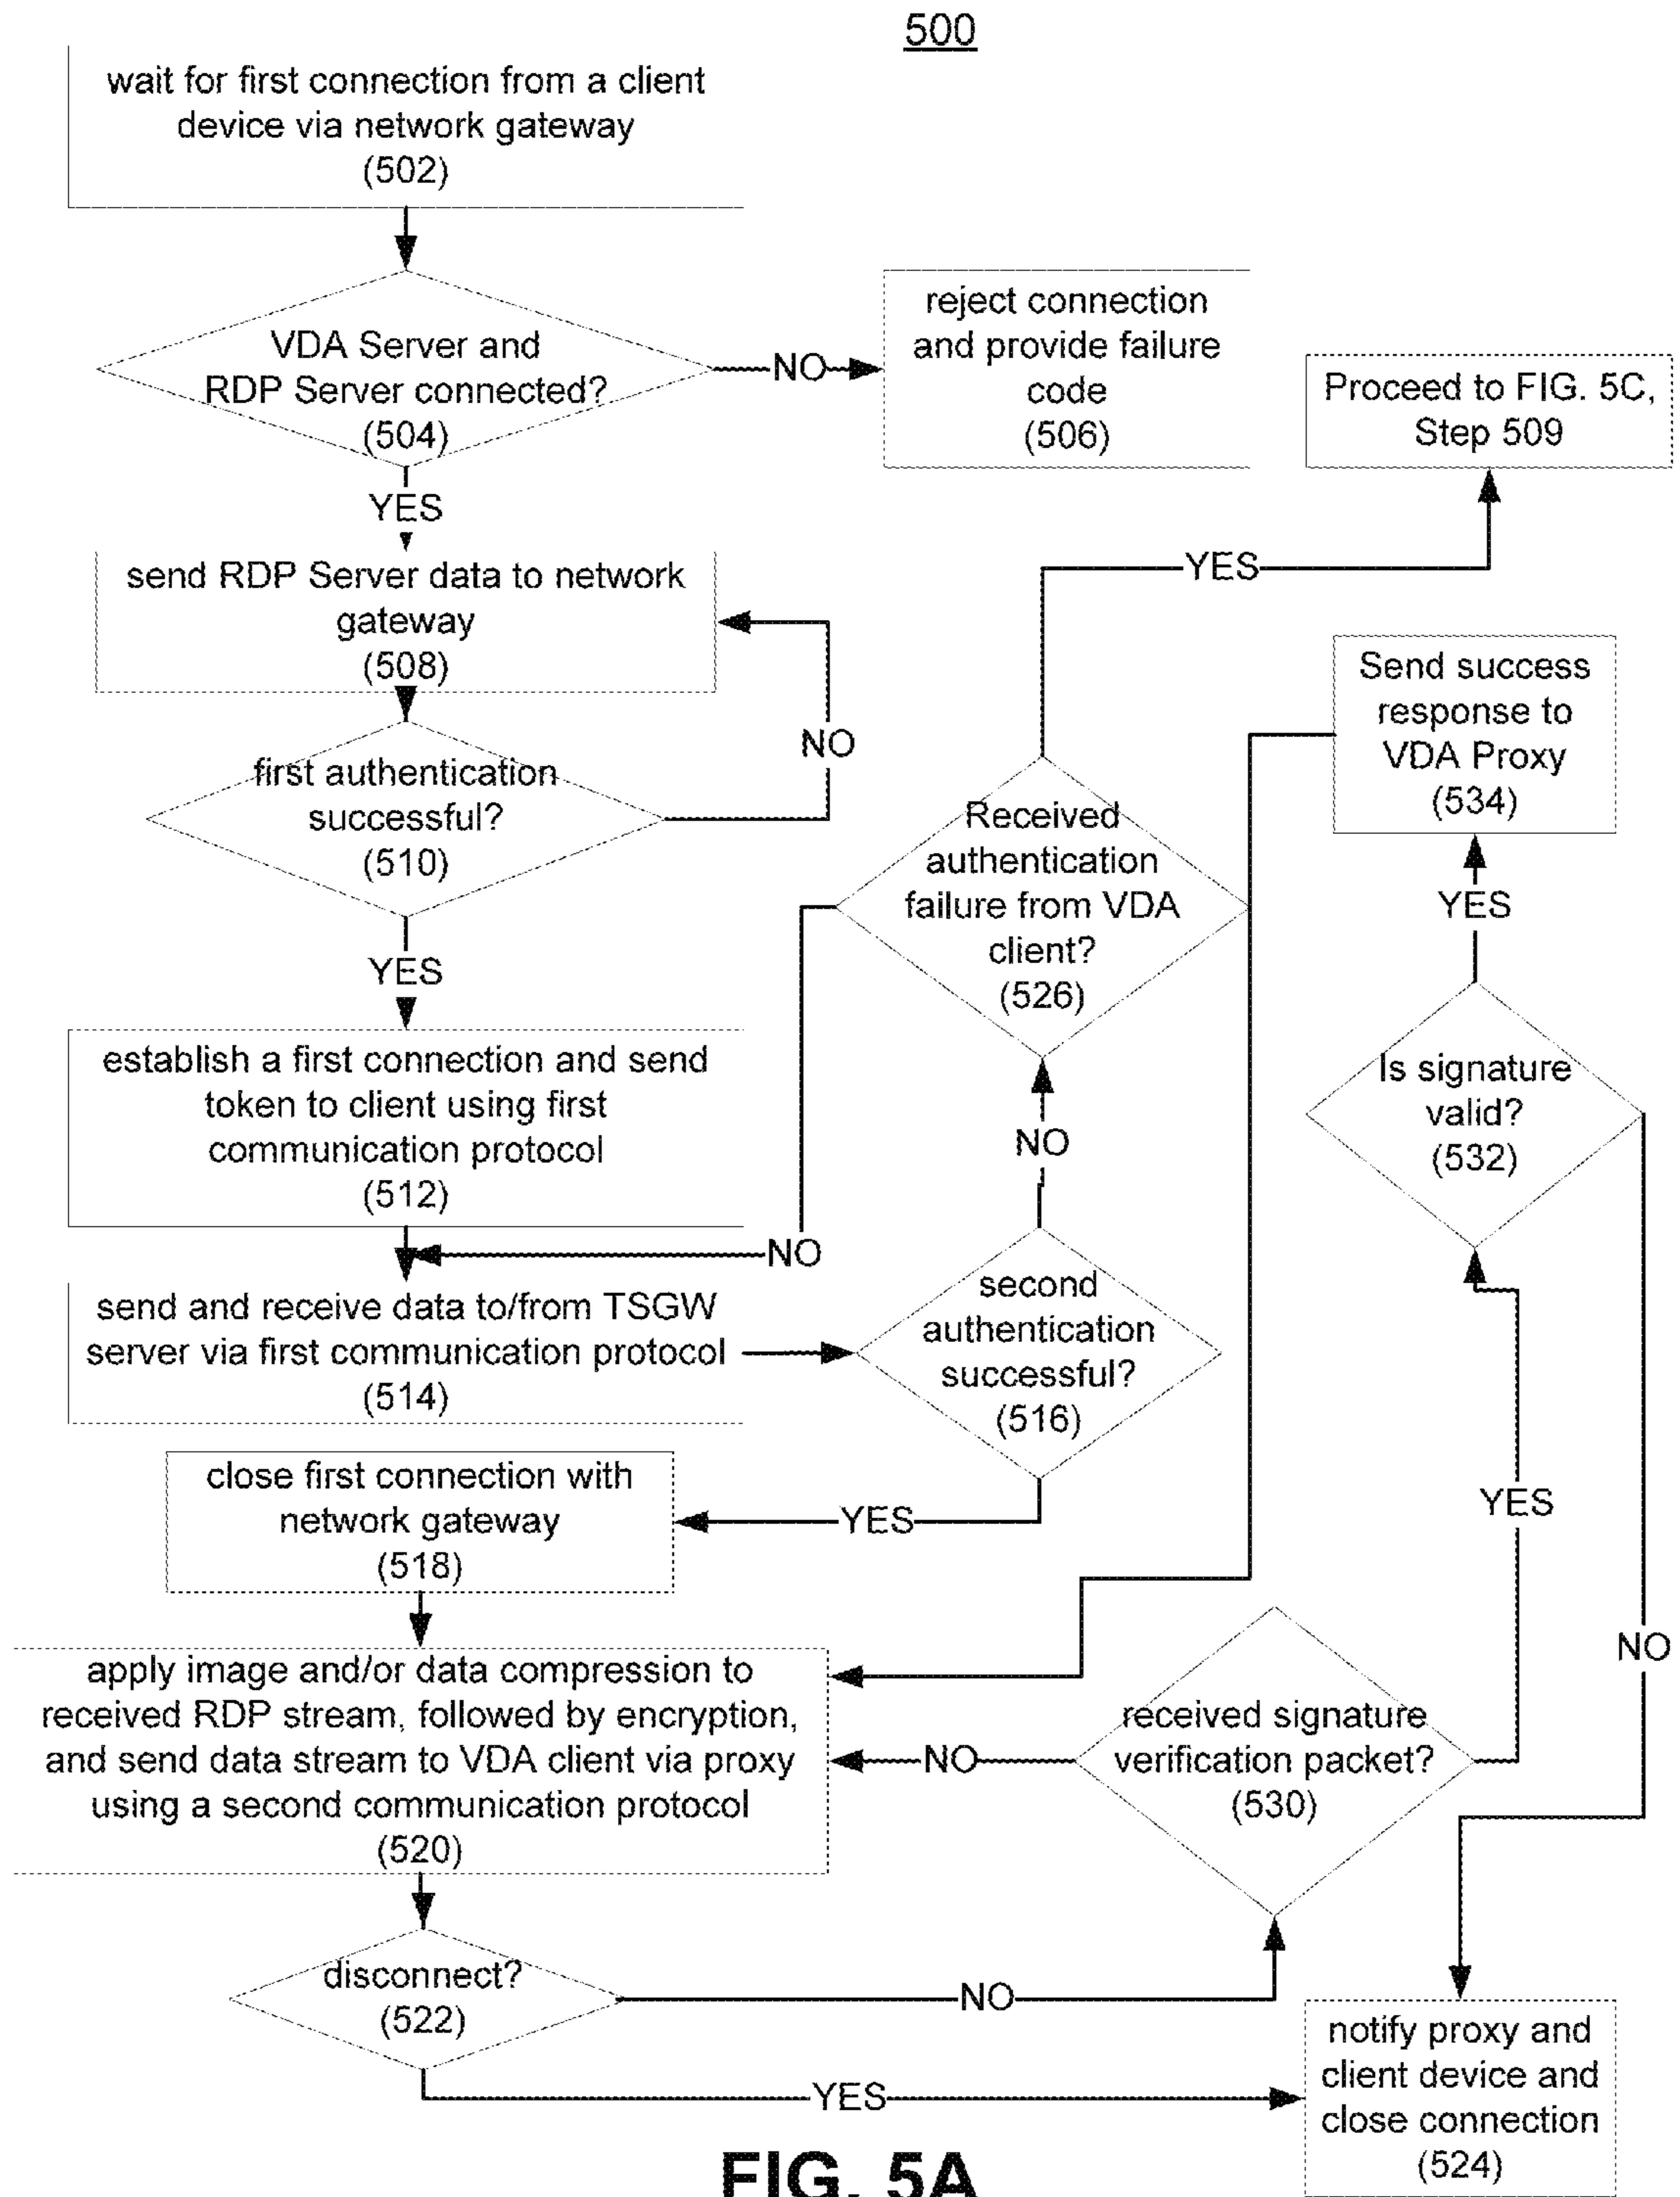 500
wait for first connection from a client
device via network gateway
(502)
VDA Server and
RDP Server connected?
(504)
NO
reject connection
and provide failure
code
(506)
Proceed to FIG. 5C,
Step 509
YES
YES
send RDP Server data to network
gateway
(508)
NO
first authentication
successful?
(510)
YES
Received
authentication
failure from VDA
client?
(526)
Send success
response to
VDA Proxy
(534)
YES
establish a first connection and send
token to client using first
communication protocol
(512)
NO
NO
Is signature
valid?
(532)
send and receive data to/from TSGW
server via first communication protocol
(514)
second
authentication
successful?
(516)
YES
close first connection with
network gateway
(518)
YES
NO
apply image and/or data compression to
received RDP stream, followed by encryption,
and send data stream to VDA client via proxy
using a second communication protocol
(520)
NO
received signature
verification packet?
(530)
disconnect?
(522)
NO
YES
notify proxy and
client device and
close connection
(524)
FIG. 5A